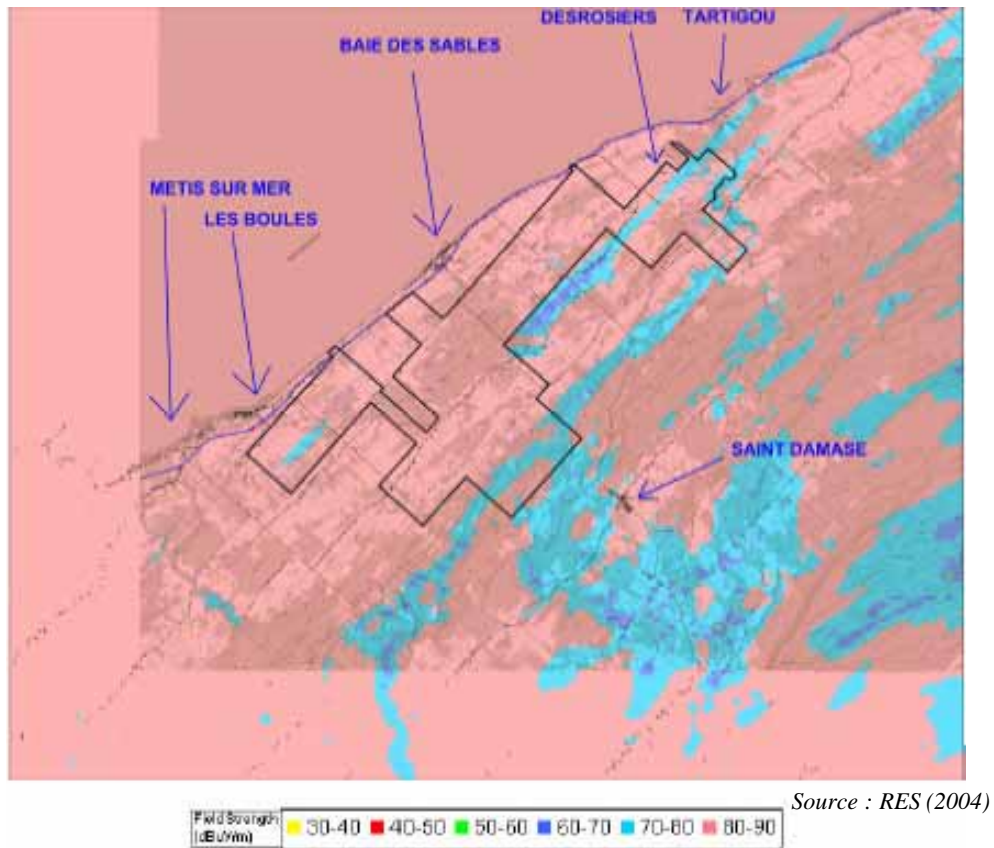 DESROSIERS
TARTIGOU
BAIE DES SABLES
METIS SUR MER
LES BOULES
SAINT DAMASE
Source : RES (2004)
Field Strength
(dBuV/m)
30-40 40-50 50-60 60-70 70-80 80-90